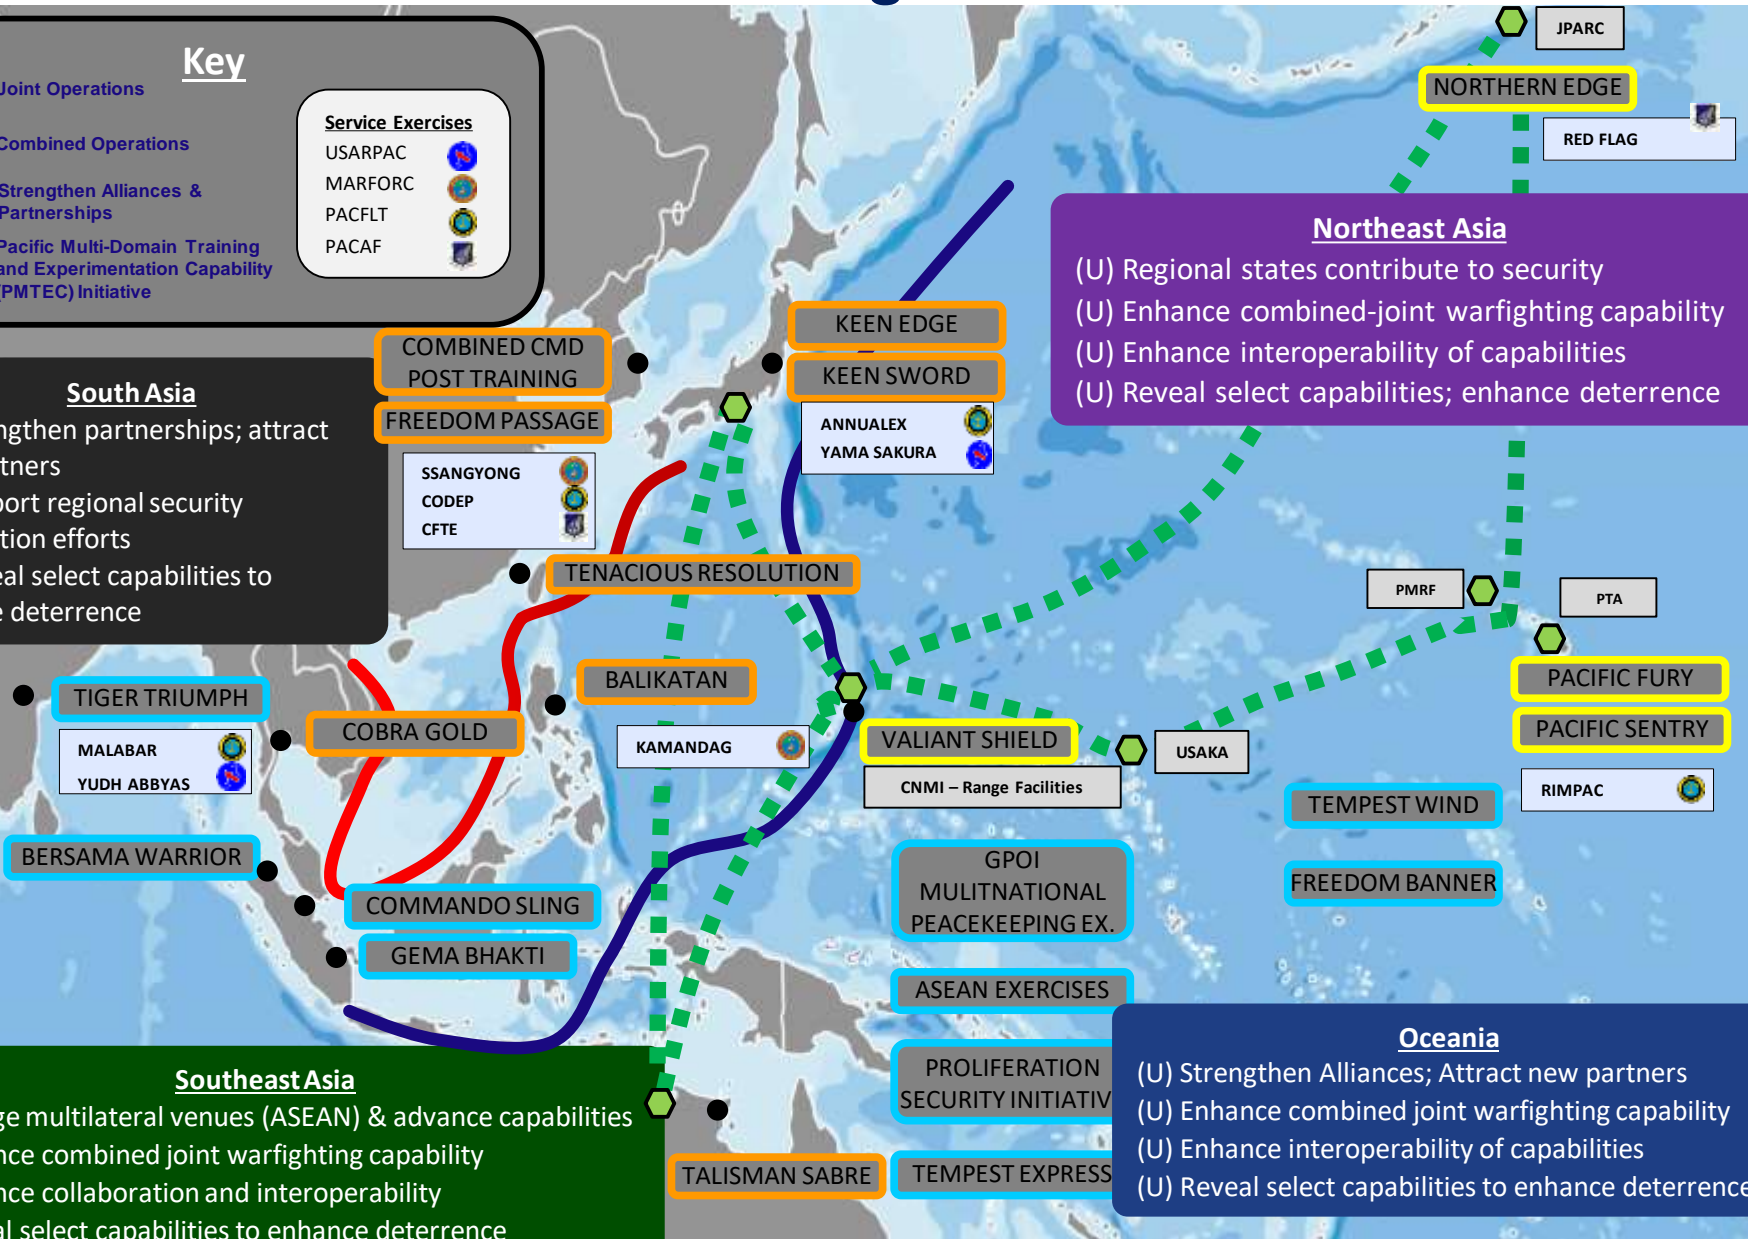 Key
Joint Operations
Combined Operations
Strengthen Alliances &
Partnerships
Pacific Multi-Domain Training
and Experimentation Capability
(PMTEC) Initiative
Service Exercises
USARPAC
MARFORC
PACFLT
PACAF
JPARC
NORTHERN EDGE
RED FLAG
Northeast Asia
(U) Regional states contribute to security
(U) Enhance combined-joint warfighting capability
(U) Enhance interoperability of capabilities
(U) Reveal select capabilities; enhance deterrence
KEEN EDGE
KEEN SWORD
ANNUALEX
YAMA SAKURA
COMBINED CMD
POST TRAINING
FREEDOM PASSAGE
SSANGYONG
CODEP
CFTE
South Asia
ngthen partnerships; attract
tners
port regional security
tion efforts
eal select capabilities to
e deterrence
TENACIOUS RESOLUTION
PMRF
PTA
BALIKATAN
TIGER TRIUMPH
MALABAR
YUDH ABBYAS
COBRA GOLD
KAMANDAG
VALIANT SHIELD
CNMI – Range Facilities
USAKA
PACIFIC FURY
PACIFIC SENTRY
RIMPAC
TEMPEST WIND
FREEDOM BANNER
BERSAMA WARRIOR
COMMANDO SLING
GEMA BHAKTI
GPOI
MULITNATIONAL
PEACEKEEPING EX.
ASEAN EXERCISES
PROLIFERATION
SECURITY INITIATIV
TEMPEST EXPRESS
TALISMAN SABRE
Southeast Asia
ge multilateral venues (ASEAN) & advance capabilities
nce combined joint warfighting capability
nce collaboration and interoperability
al select capabilities to enhance deterrence
Oceania
(U) Strengthen Alliances; Attract new partners
(U) Enhance combined joint warfighting capability
(U) Enhance interoperability of capabilities
(U) Reveal select capabilities to enhance deterrence